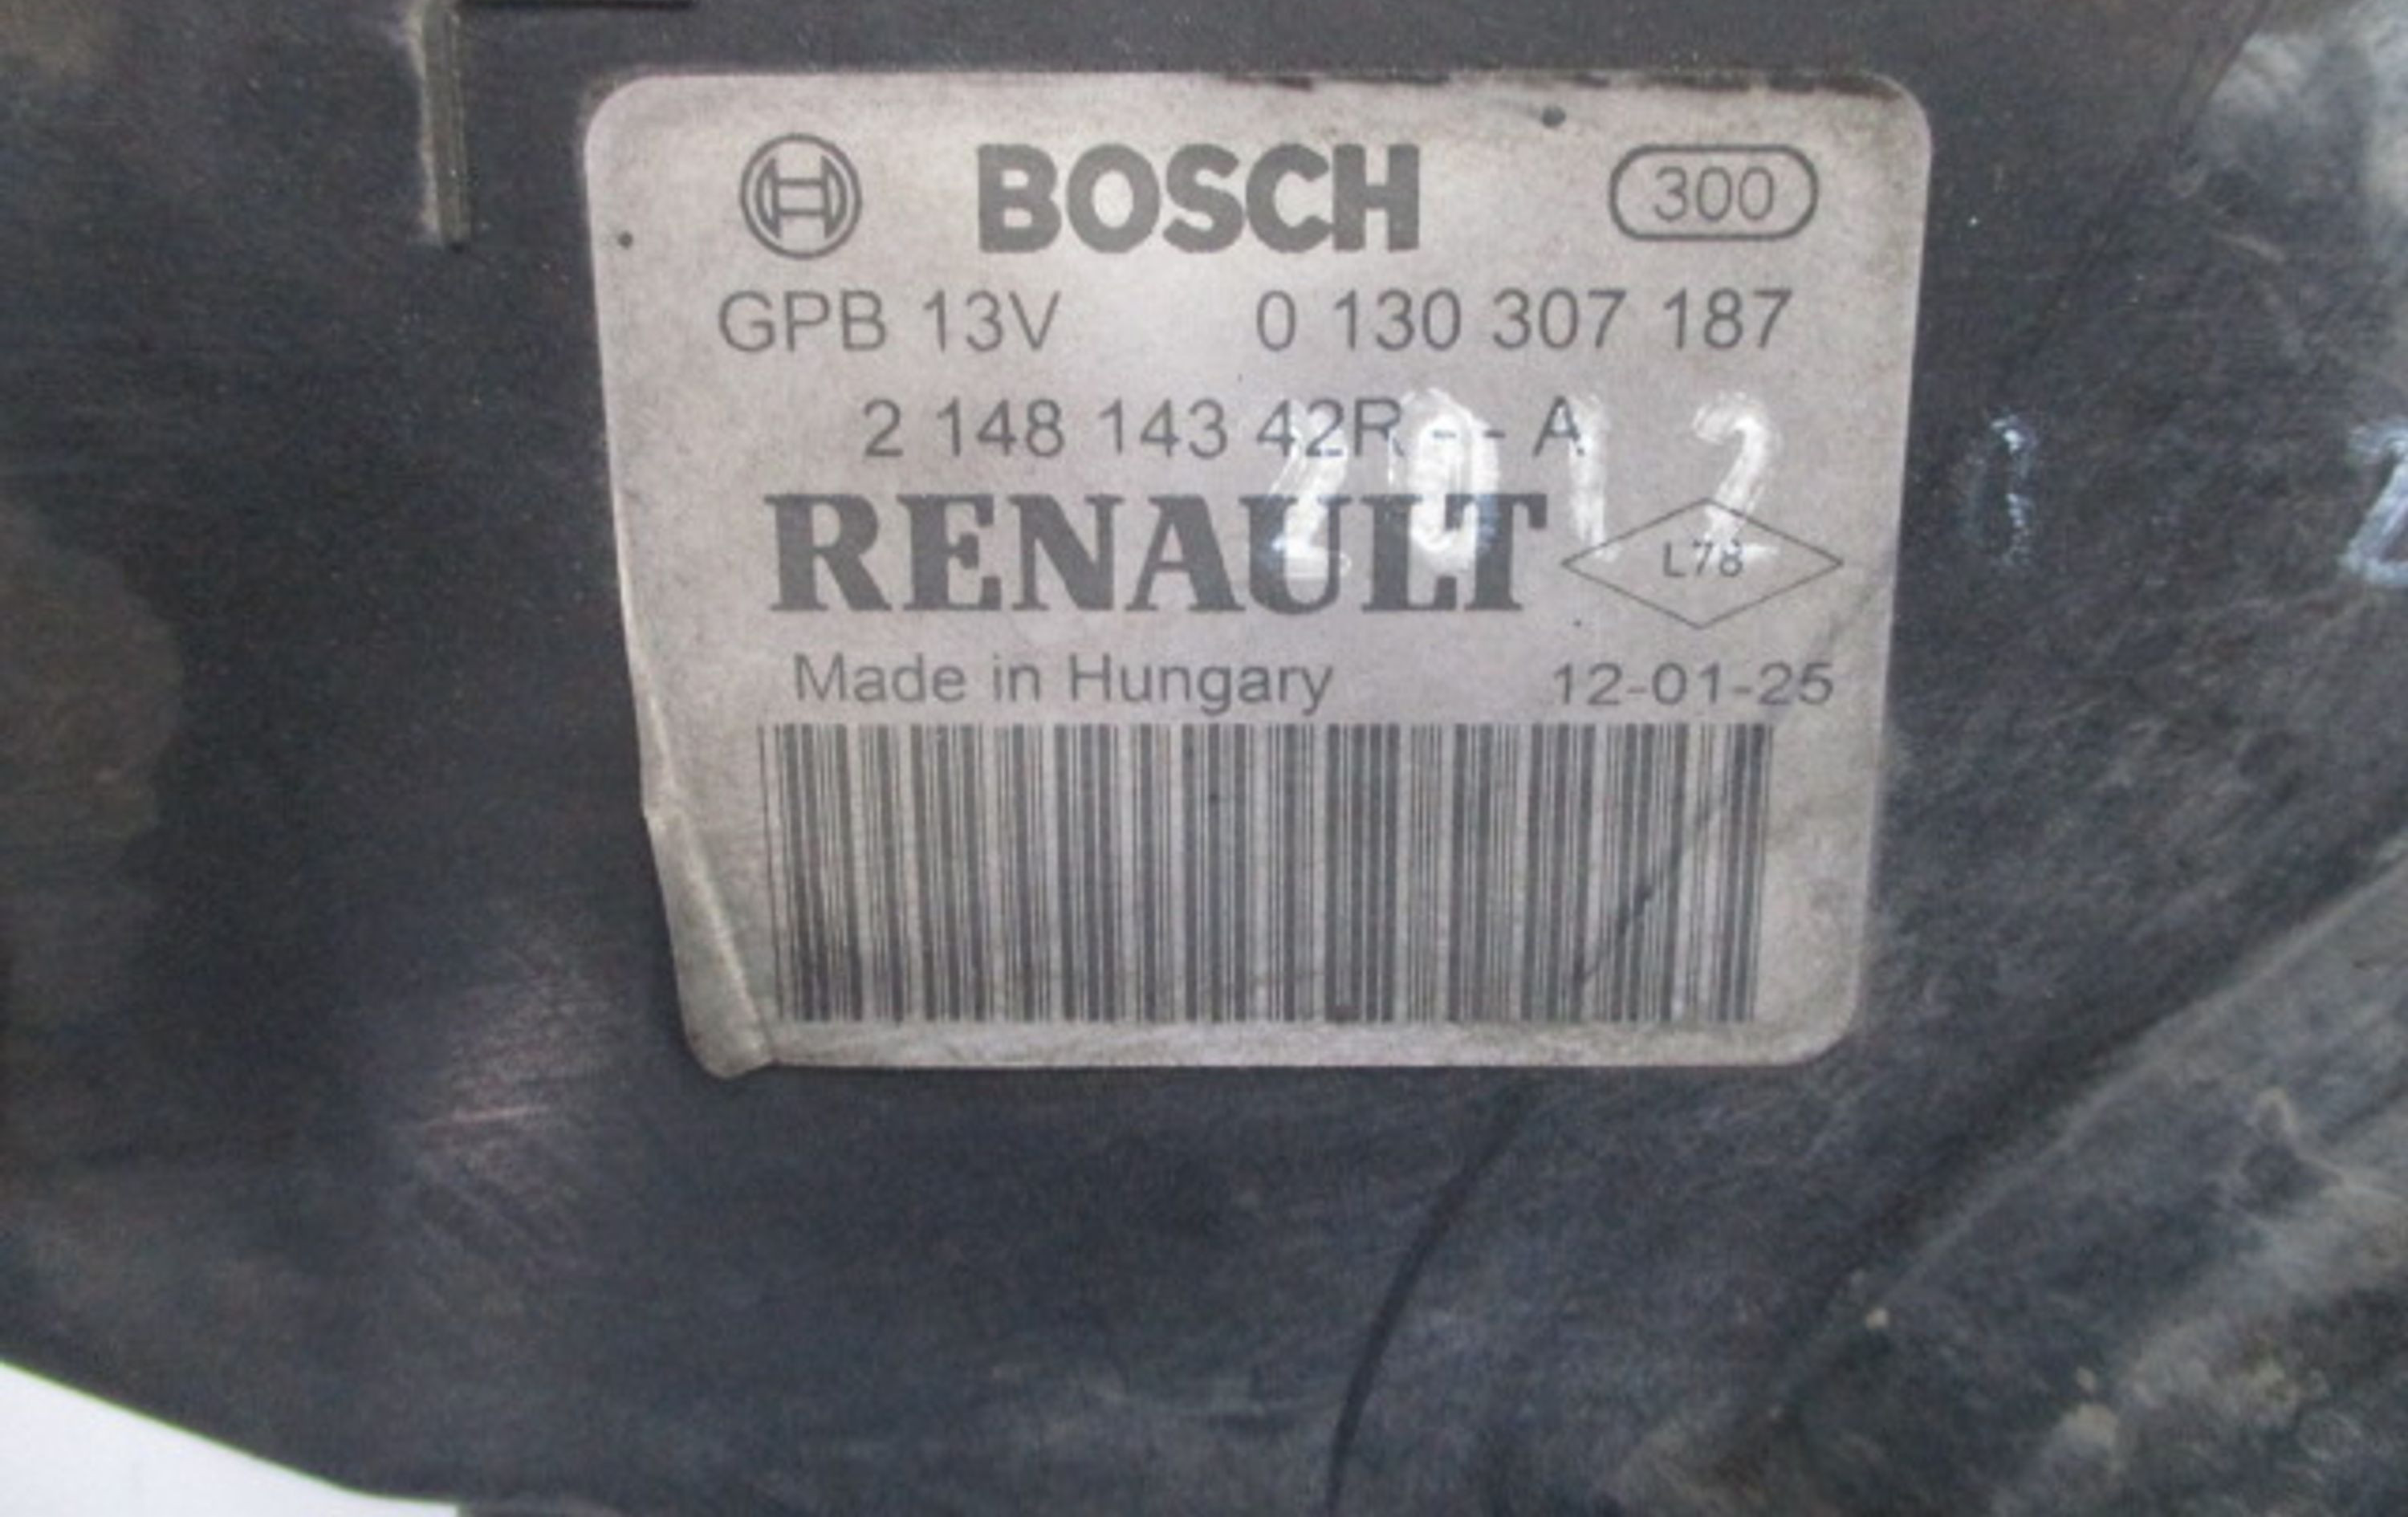 BOSCH 300
GPB 13V 0 130 307 187
2 148 143 42R - - A
2012
RENAULT L78
Made in Hungary 12-01-25